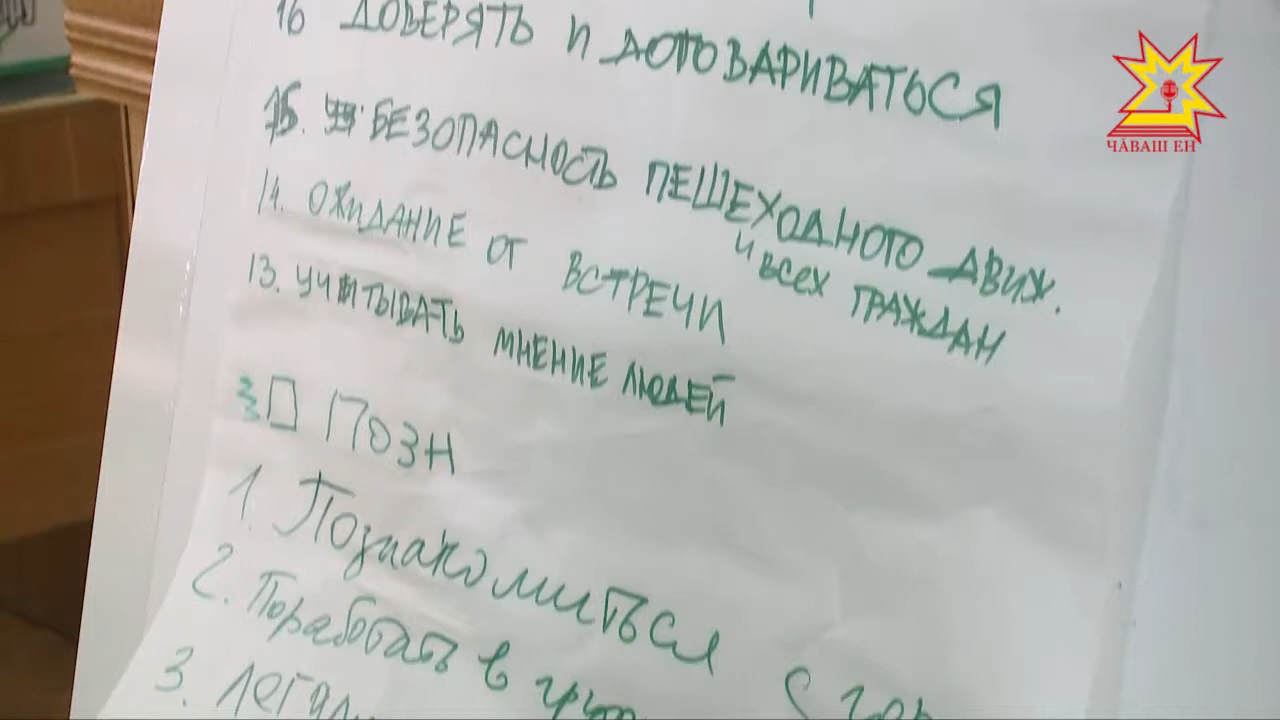 16 ДОВЕРЯТЬ И ДОГОВАРИВАТЬСЯ
15. БЕЗОПАСНОСТЬ ПЕШЕХОДНОГО ДВИЖ.
И ВСЕХ ГРАЖДАН
14. ОЖИДАНИЕ ОТ ВСТРЕЧИ
13. УЧИТЫВАТЬ МНЕНИЕ ЛЮДЕЙ
ПОЗН
1. Познакомиться с
2. Поработать в
3.
ЧӐВАШ ЕН